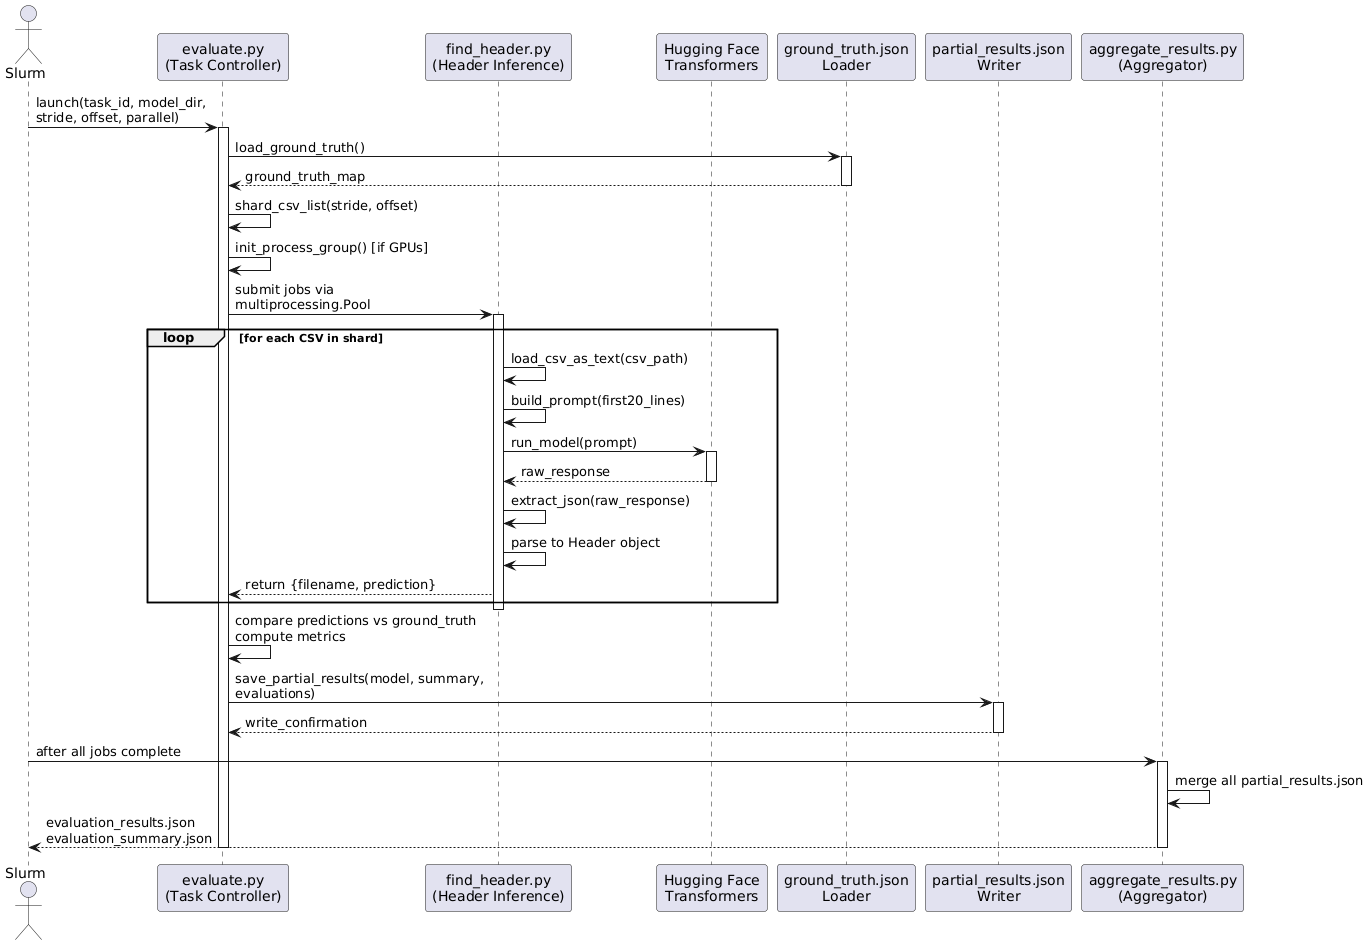 Slurm
evaluate.py
(Task Controller)
find_header.py
(Header Inference)
Hugging Face
Transformers
ground_truth.json
Loader
partial_results.json
Writer
aggregate_results.py
(Aggregator)
launch(task_id, model_dir,
stride, offset, parallel)
load_ground_truth()
ground_truth_map
shard_csv_list(stride, offset)
init_process_group() [if GPUs]
submit jobs via
multiprocessing.Pool
loop
[for each CSV in shard]
load_csv_as_text(csv_path)
build_prompt(first20_lines)
run_model(prompt)
raw_response
extract_json(raw_response)
parse to Header object
return {filename, prediction}
compare predictions vs ground_truth
compute metrics
save_partial_results(model, summary,
evaluations)
write_confirmation
after all jobs complete
merge all partial_results.json
evaluation_results.json
evaluation_summary.json
Slurm
evaluate.py
(Task Controller)
find_header.py
(Header Inference)
Hugging Face
Transformers
ground_truth.json
Loader
partial_results.json
Writer
aggregate_results.py
(Aggregator)